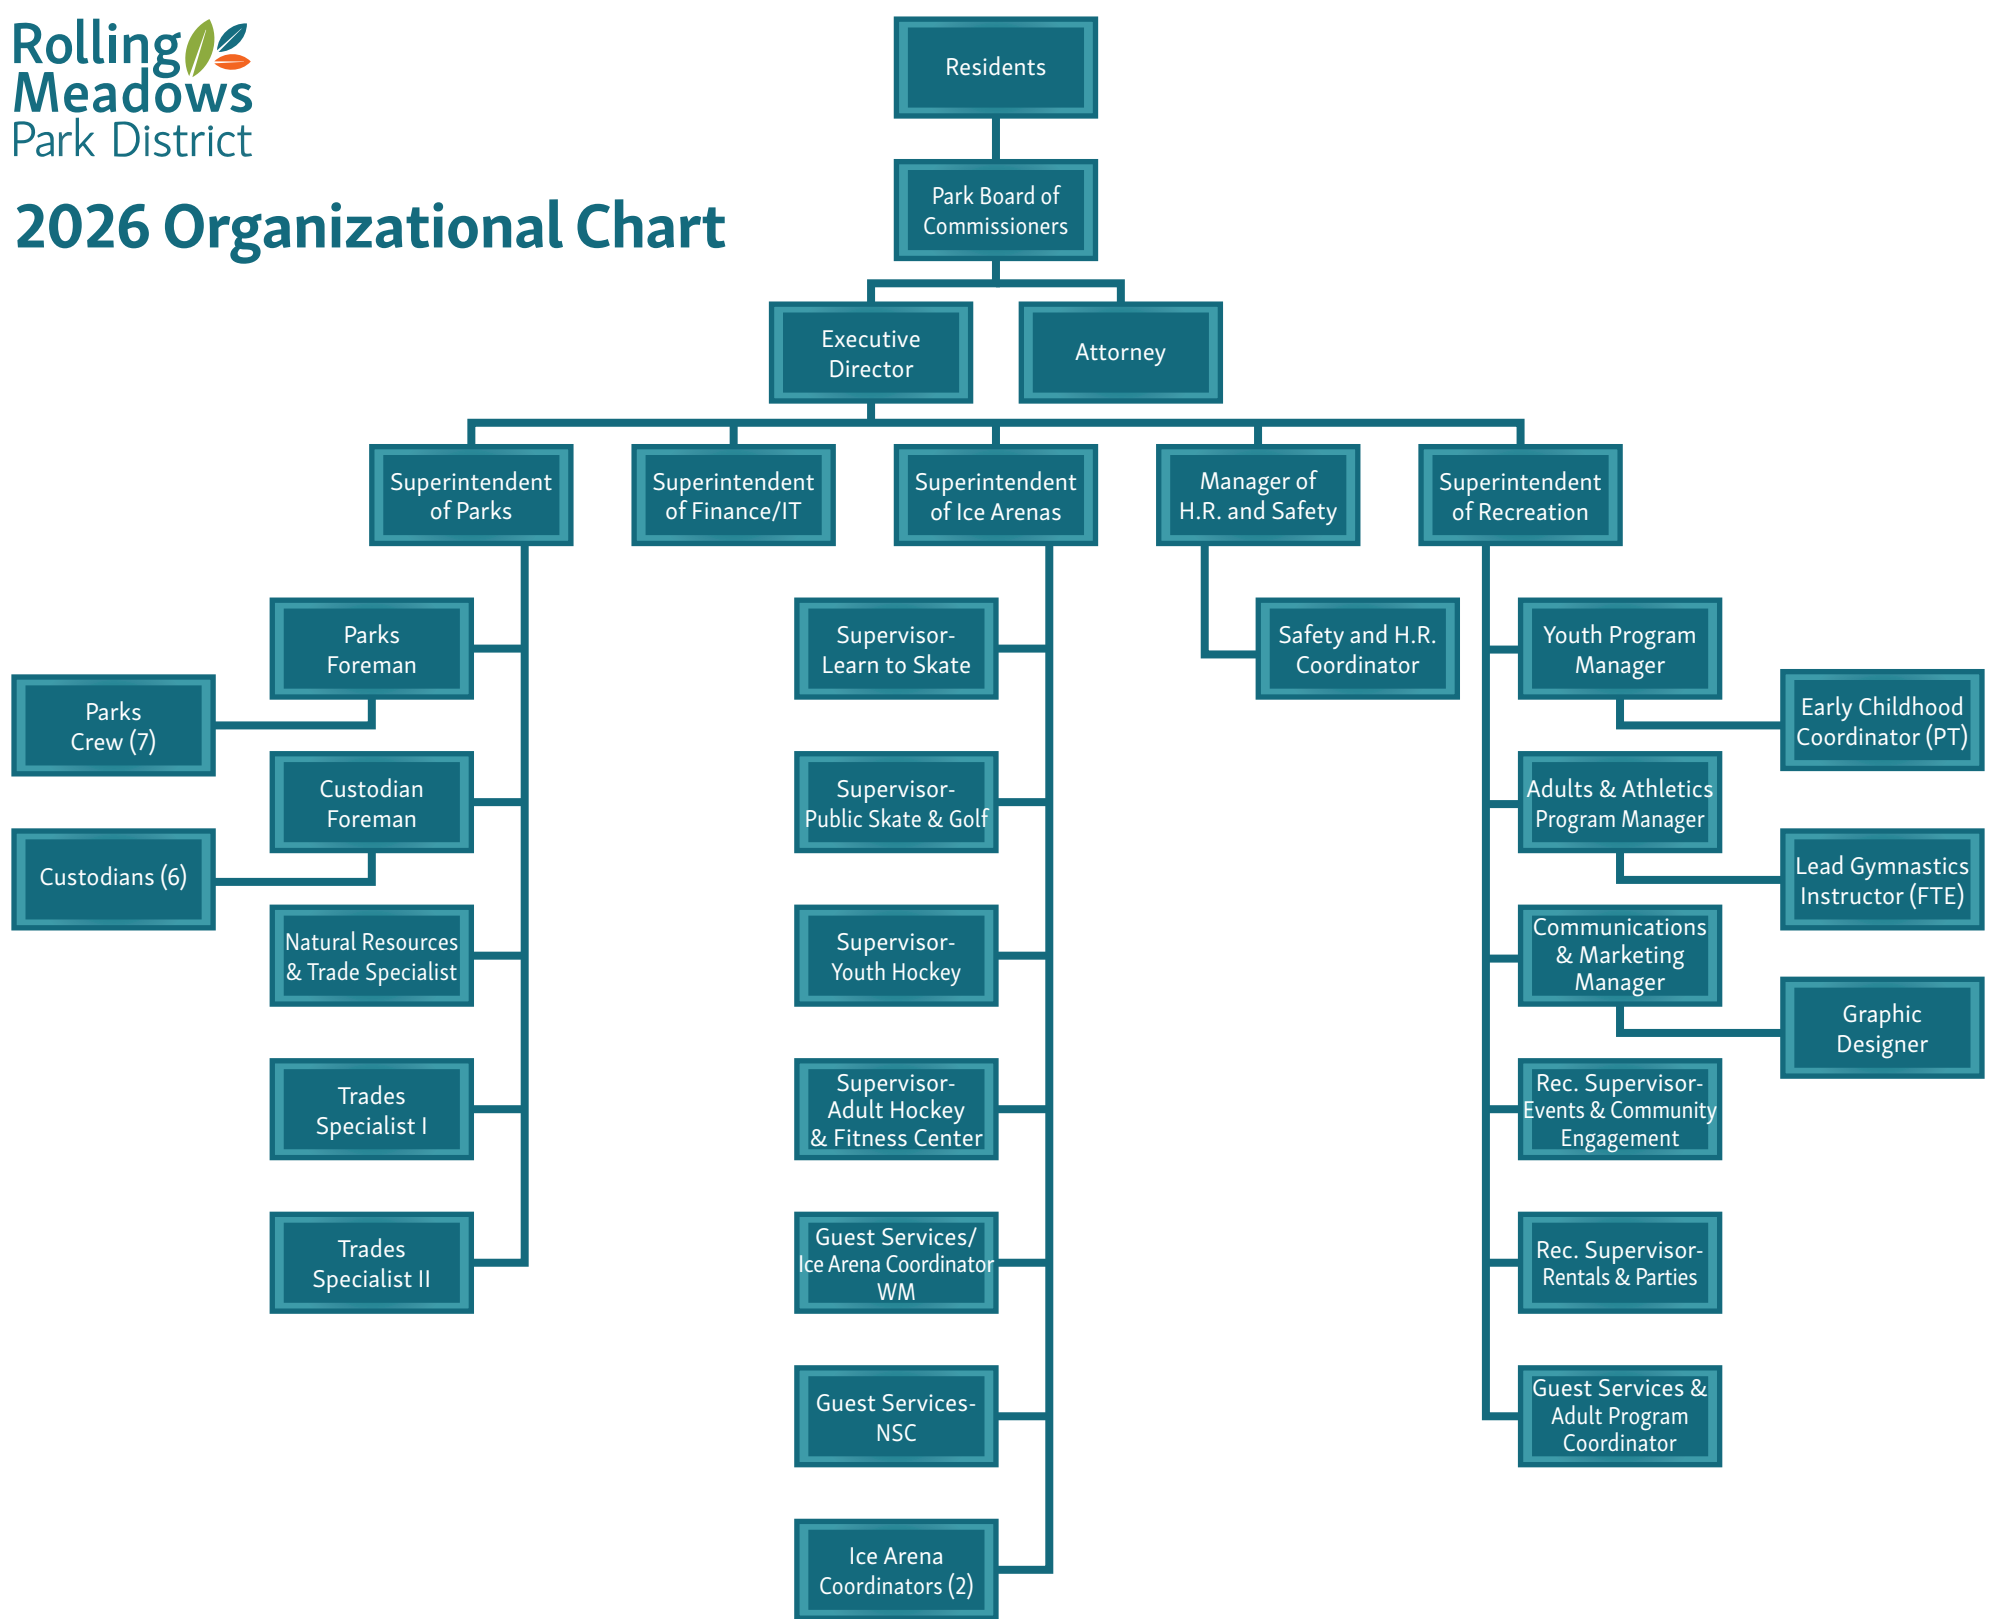 Rolling
Meadows
Park District
2026 Organizational Chart
Residents
Park Board of
Commissioners
Executive
Director
Attorney
Superintendent
of Parks
Superintendent
of Finance/IT
Superintendent
of Ice Arenas
Manager of
H.R. and Safety
Superintendent
of Recreation
Parks
Foreman
Parks
Crew (7)
Custodian
Foreman
Custodians (6)
Natural Resources
& Trade Specialist
Trades
Specialist I
Trades
Specialist II
Supervisor-
Learn to Skate
Supervisor-
Public Skate & Golf
Supervisor-
Youth Hockey
Supervisor-
Adult Hockey
& Fitness Center
Guest Services/
Ice Arena Coordinator
WM
Guest Services-
NSC
Ice Arena
Coordinators (2)
Safety and H.R.
Coordinator
Youth Program
Manager
Early Childhood
Coordinator (PT)
Adults & Athletics
Program Manager
Lead Gymnastics
Instructor (FTE)
Communications
& Marketing
Manager
Graphic
Designer
Rec. Supervisor-
Events & Community
Engagement
Rec. Supervisor-
Rentals & Parties
Guest Services &
Adult Program
Coordinator